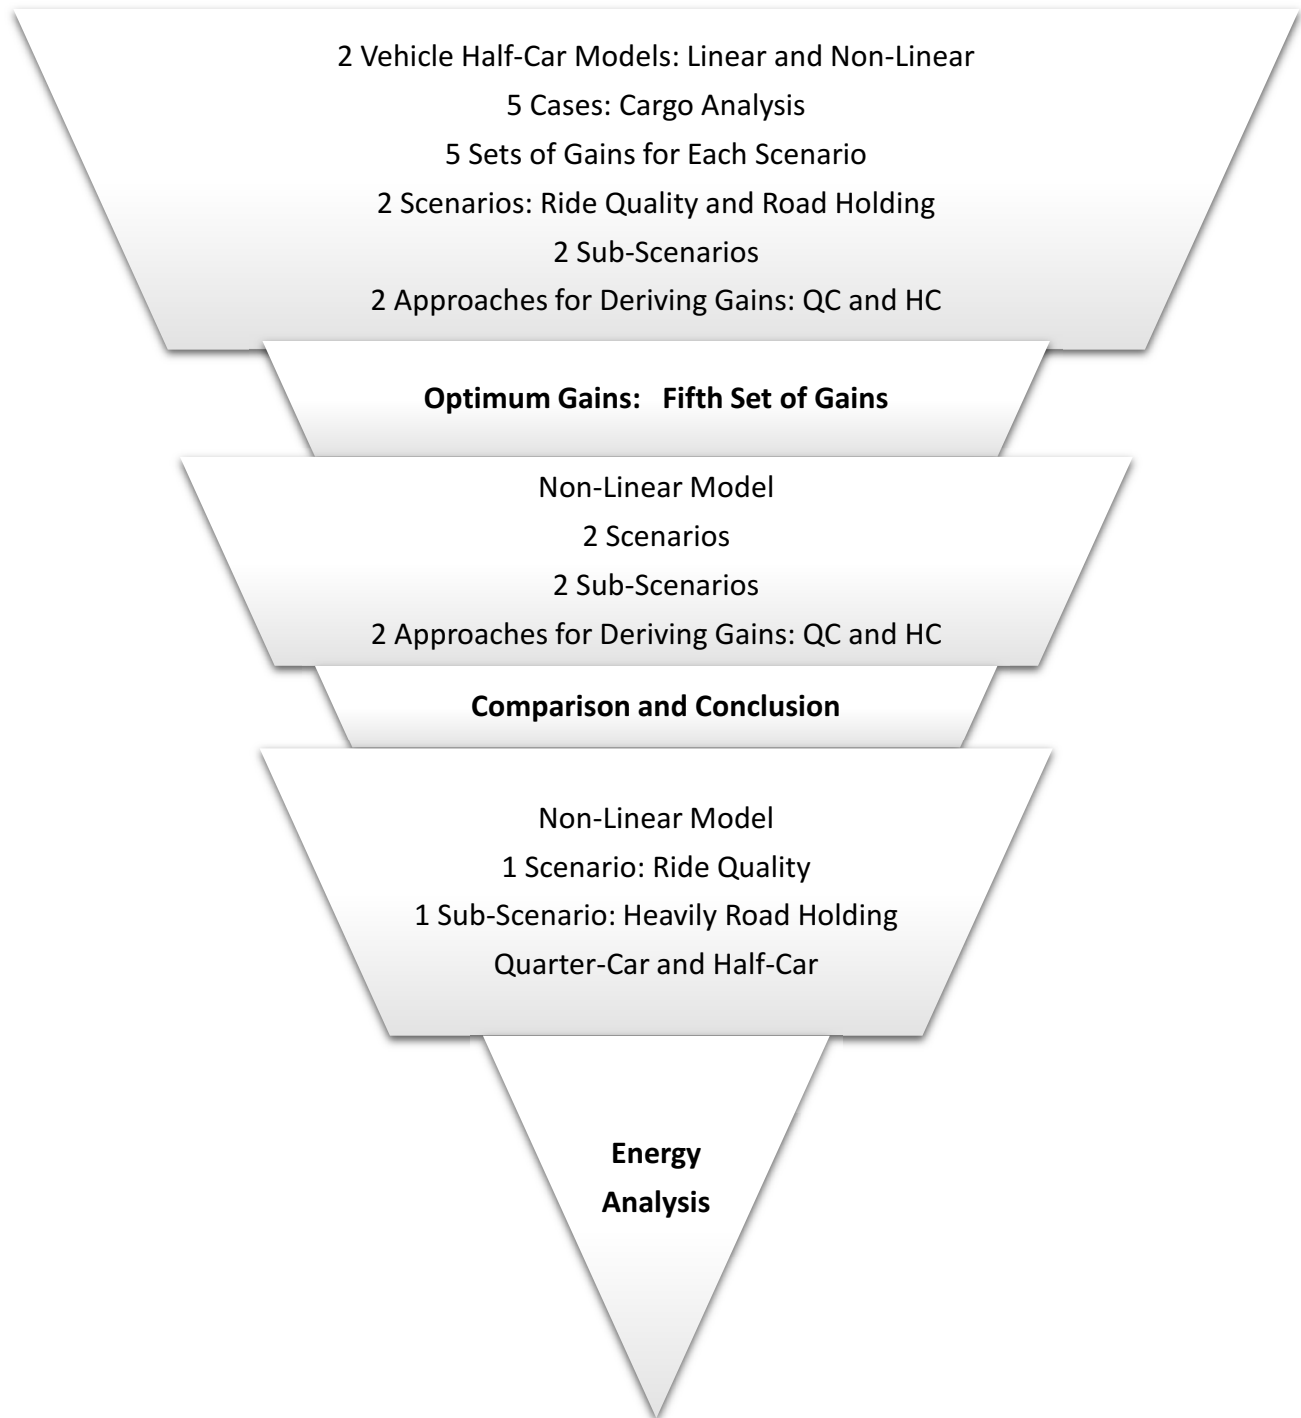 2 Vehicle Half-Car Models: Linear and Non-Linear
5 Cases: Cargo Analysis
5 Sets of Gains for Each Scenario
2 Scenarios: Ride Quality and Road Holding
2 Sub-Scenarios
2 Approaches for Deriving Gains: QC and HC
Optimum Gains: Fifth Set of Gains
Non-Linear Model
2 Scenarios
2 Sub-Scenarios
2 Approaches for Deriving Gains: QC and HC
Comparison and Conclusion
Non-Linear Model
1 Scenario: Ride Quality
1 Sub-Scenario: Heavily Road Holding
Quarter-Car and Half-Car
Energy
Analysis